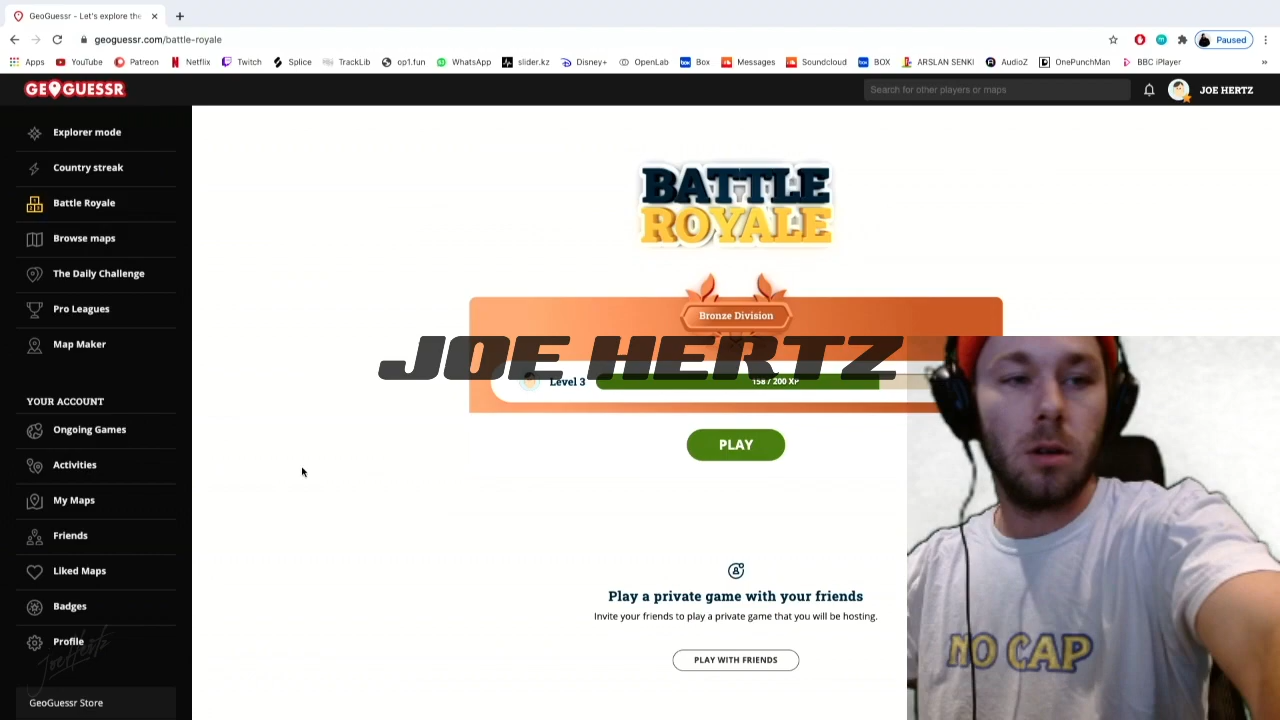 GeoGuessr - Let's explore the
geoguessr.com/battle-royale
Paused
Apps YouTube Patreon Netflix Twitch Splice TrackLib op1.fun WhatsApp slider.kz Disney+ OpenLab Box Messages Soundcloud BOX ARSLAN SENKI AudioZ OnePunchMan BBC iPlayer »
GEOGUESSR
Search for other players or maps
JOE HERTZ
Explorer mode
Country streak
Battle Royale
Browse maps
The Daily Challenge
Pro Leagues
Map Maker
YOUR ACCOUNT
Ongoing Games
Activities
My Maps
Friends
Liked Maps
Badges
Profile
Joe Hertz
GeoGuessr Store
BATTLE
ROYALE
Bronze Division
JOE HERTZ
Level 3
158 / 200 XP
PLAY
Play a private game with your friends
Invite your friends to play a private game that you will be hosting.
PLAY WITH FRIENDS
NO CAP